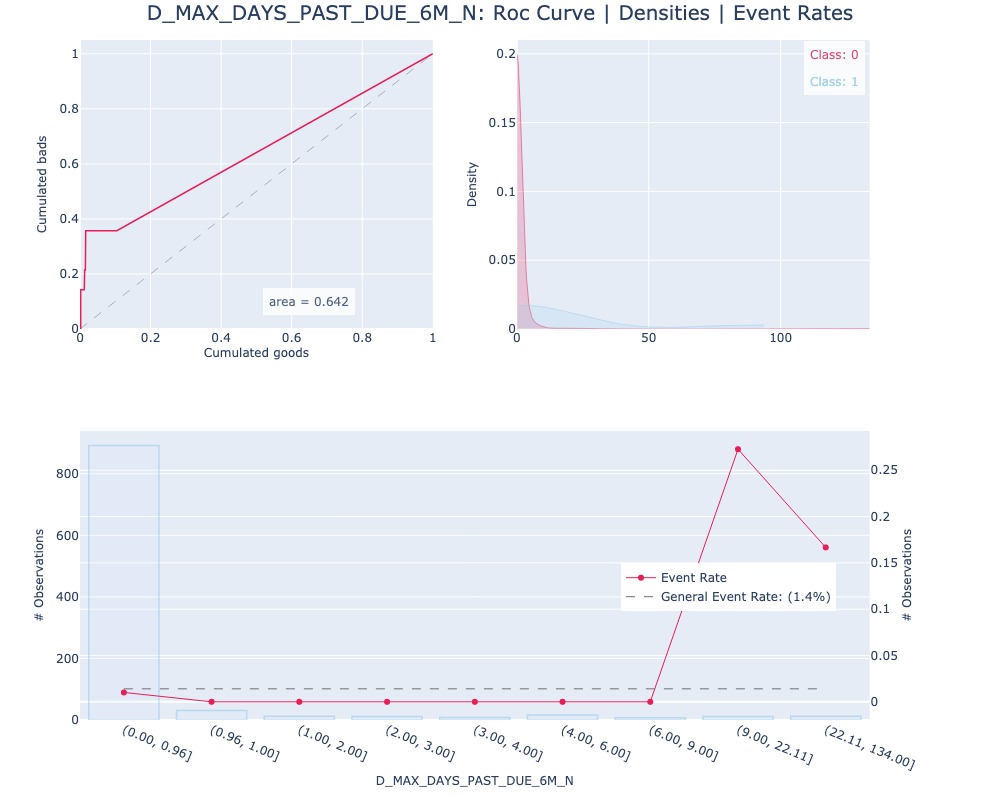 D_MAX_DAYS_PAST_DUE_6M_N: Roc Curve | Densities | Event Rates
1
0.8
0.6
0.4
0.2
0
Cumulated bads
0 0.2 0.4 0.6 0.8 1
Cumulated goods
area = 0.642
0.2
0.15
0.1
0.05
0
Density
0 50 100
Class: 0
Class: 1
800
600
400
200
0
# Observations
0.25
0.2
0.15
0.1
0.05
0
# Observations
Event Rate
General Event Rate: (1.4%)
(0.00, 0.96]
(0.96, 1.00]
(1.00, 2.00]
(2.00, 3.00]
(3.00, 4.00]
(4.00, 6.00]
(6.00, 9.00]
(9.00, 22.11]
(22.11, 134.00]
D_MAX_DAYS_PAST_DUE_6M_N